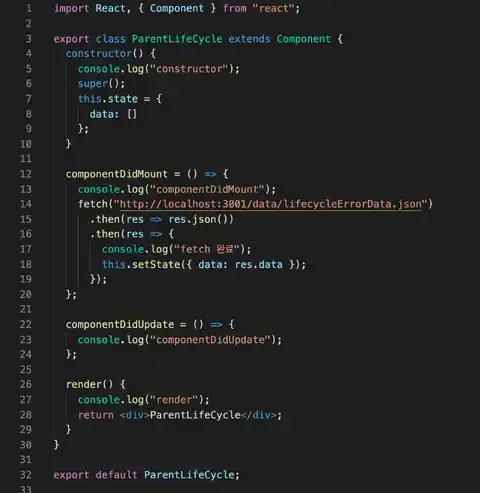 1 import React, { Component } from "react";
2
3 export class ParentLifeCycle extends Component {
4   constructor() {
5     console.log("constructor");
6     super();
7     this.state = {
8       data: []
9     };
10   }
11
12   componentDidMount = () => {
13     console.log("componentDidMount");
14     fetch("http://localhost:3001/data/lifecycleErrorData.json")
15       .then(res => res.json())
16       .then(res => {
17         console.log("fetch 완료");
18         this.setState({ data: res.data });
19       });
20   };
21
22   componentDidUpdate = () => {
23     console.log("componentDidUpdate");
24   };
25
26   render() {
27     console.log("render");
28     return <div>ParentLifeCycle</div>;
29   }
30 }
31
32 export default ParentLifeCycle;
33